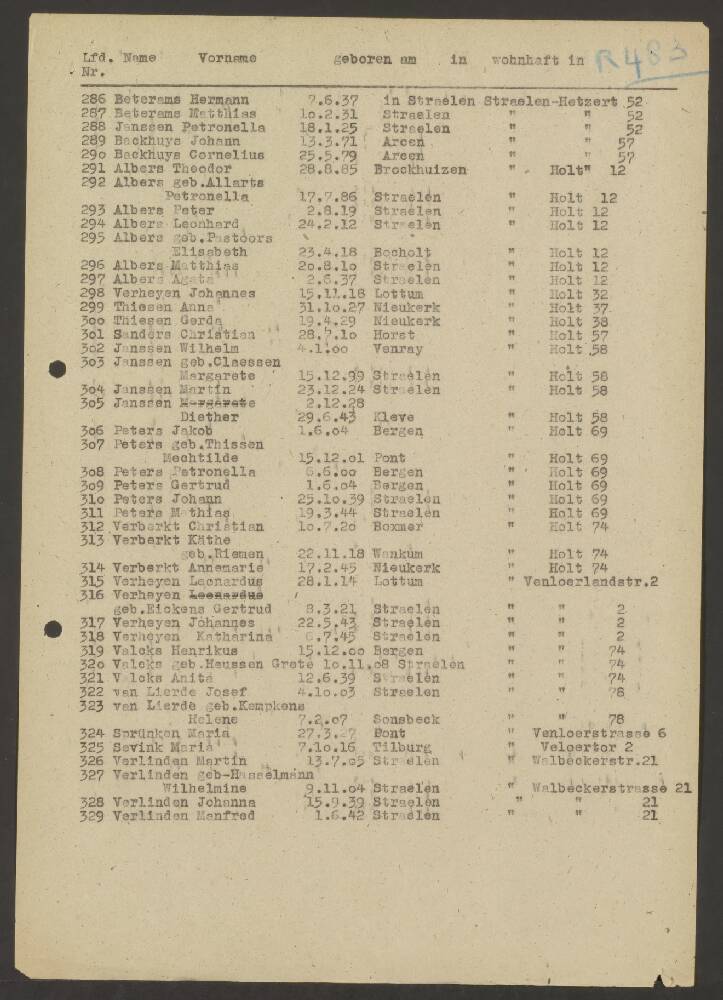 R 483
Lfd. Name Vorname geboren am in wohnhaft in
Nr.
286 Beterams Hermann 7.6.37 in Straelen Straelen-Hetzert 52
287 Beterams Matthias 1o.2.31 Straelen " " 52
288 Janssen Petronella 18.1.25 Straelen " " 52
289 Backhuys Johann 13.3.71 Arcen " " 57
29o Backhuys Cornelius 25.5.79 Arcen " " 57
291 Albers Theodor 28.8.85 Brockhuizen " Holt" 12
292 Albers geb.Allarts
Petronella 17.7.86 Straelen " Holt 12
293 Albers Peter 2.8.19 Straelen " Holt 12
294 Albers Leonhard 24.2.12 Straelen " Holt 12
295 Albers geb.Pastoors
Elisabeth 23.4.18 Bocholt " Holt 12
296 Albers Matthias 2o.8.1o Straelen " Holt 12
297 Albers Agata 2.6.37 Straelen " Holt 12
298 Verheyen Johannes 15.11.18 Lottum " Holt 32
299 Thiesen Anna 31.1o.27 Nieukerk " Holt 37
3oo Thiesen Gerda 19.4.29 Nieukerk " Holt 38
3o1 Sanders Christian 28.7.1o Horst " Holt 57
3o2 Janssen Wilhelm 4.1.oo Venray " Holt 58
3o3 Janssen geb.Claessen
Margarete 15.12.99 Straelen " Holt 58
3o4 Janssen Martin 23.12.24 Straelen " Holt 58
3o5 Janssen Margarete 2.12.28
Diether 29.6.43 Kleve " Holt 58
3o6 Peters Jakob 1.6.o4 Bergen " Holt 69
3o7 Peters geb.Thissen
Mechtilde 15.12.o1 Pont " Holt 69
3o8 Peters Petronella 6.6.oo Bergen " Holt 69
3o9 Peters Gertrud 1.6.o4 Bergen " Holt 69
31o Peters Johann 25.1o.39 Straelen " Holt 69
311 Peters Mathias 19.3.44 Straelen " Holt 69
312 Verberkt Christian 1o.7.2o Boxmer " Holt 74
313 Verberkt Käthe
geb.Riemen 22.11.18 Wankum " Holt 74
314 Verberkt Annemarie 17.2.45 Nieukerk " Holt 74
315 Verheyen Leonardus 28.1.14 Lottum " Venloerlandstr.2
316 Verheyen Leonardus
geb.Eickens Gertrud 8.3.21 Straelen " " 2
317 Verheyen Johannes 22.5.43 Straelen " " 2
318 Verheyen Katharina 6.7.45 Straelen " " 2
319 Valcks Henrikus 15.12.oo Bergen " " 74
32o Valcks geb.Heussen Grete 1o.11.o8 Straelen " " 74
321 Valcks Anita 12.6.39 Straelen " " 74
322 van Lierde Josef 4.1o.o3 Straelen " " 78
323 van Lierde geb.Kempkens
Helene 7.2.o7 Sonsbeck " " 78
324 Sprünken Maria 27.3.27 Pont " Venloerstrasse 6
325 Sevink Maria 7.1o.16 Tilburg " Veloertor 2
326 Verlinden Martin 13.7.o5 Straelen " Walbeckerstr.21
327 Verlinden geb-Hasselmann
Wilhelmine 9.11.o4 Straelen " Walbeckerstrasse 21
328 Verlinden Johanna 15.9.39 Straelen " " 21
329 Verlinden Manfred 1.6.42 Straelen " " 21